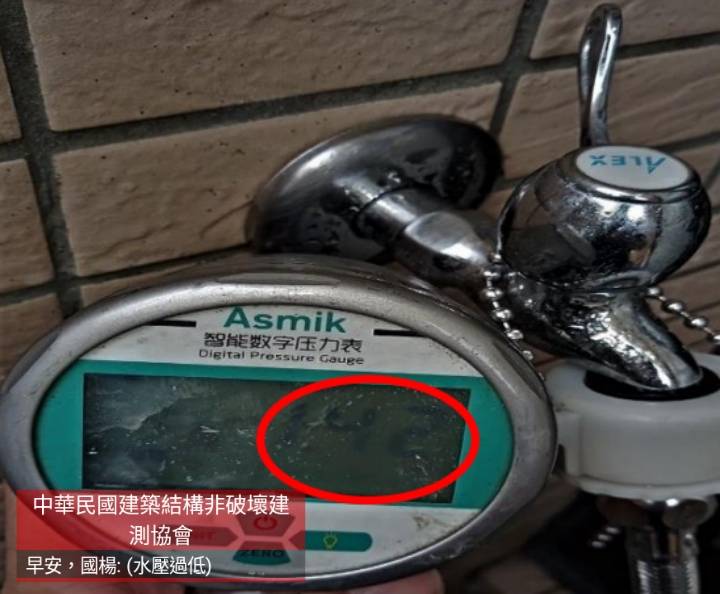 ALEX
Asmik
智能数字压力表
Digital Pressure Gauge
ZERO
中華民國建築結構非破壞建
測協會
早安，國楊: (水壓過低)